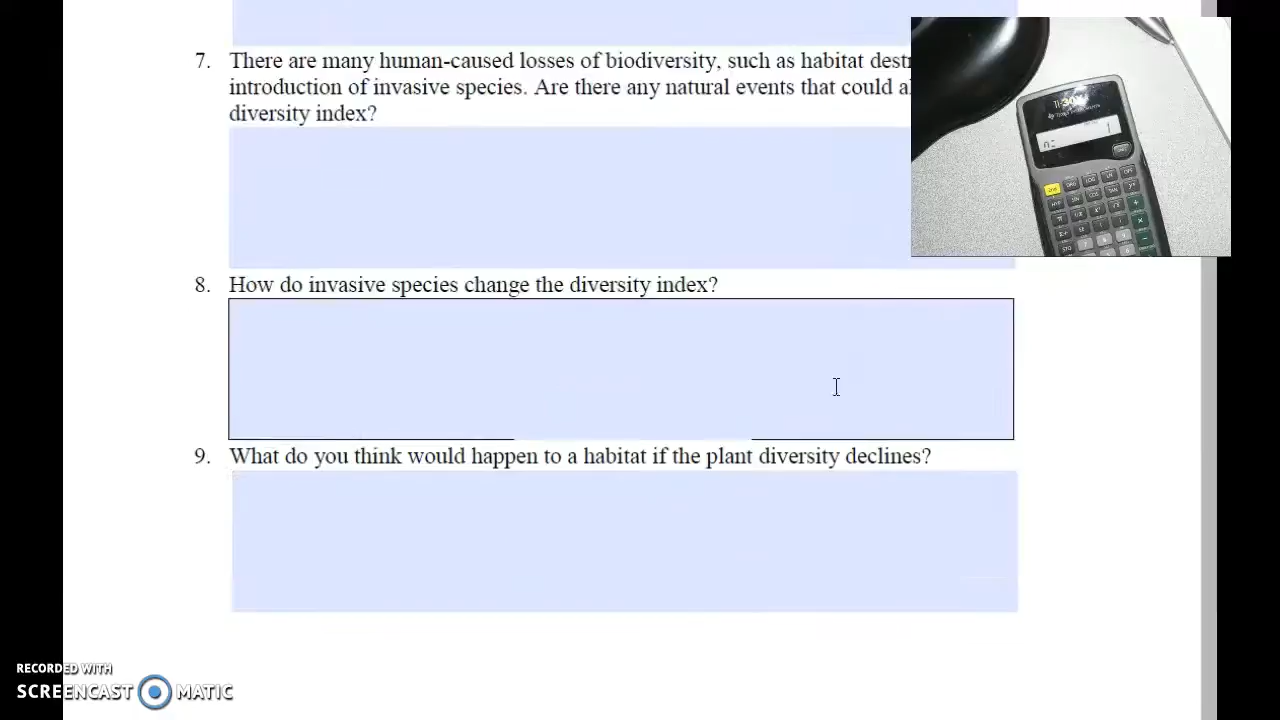 7. There are many human-caused losses of biodiversity, such as habitat
introduction of invasive species. Are there any natural events that could
diversity index?
8. How do invasive species change the diversity index?
9. What do you think would happen to a habitat if the plant diversity declines?
RECORDED WITH
SCREENCAST MATIC